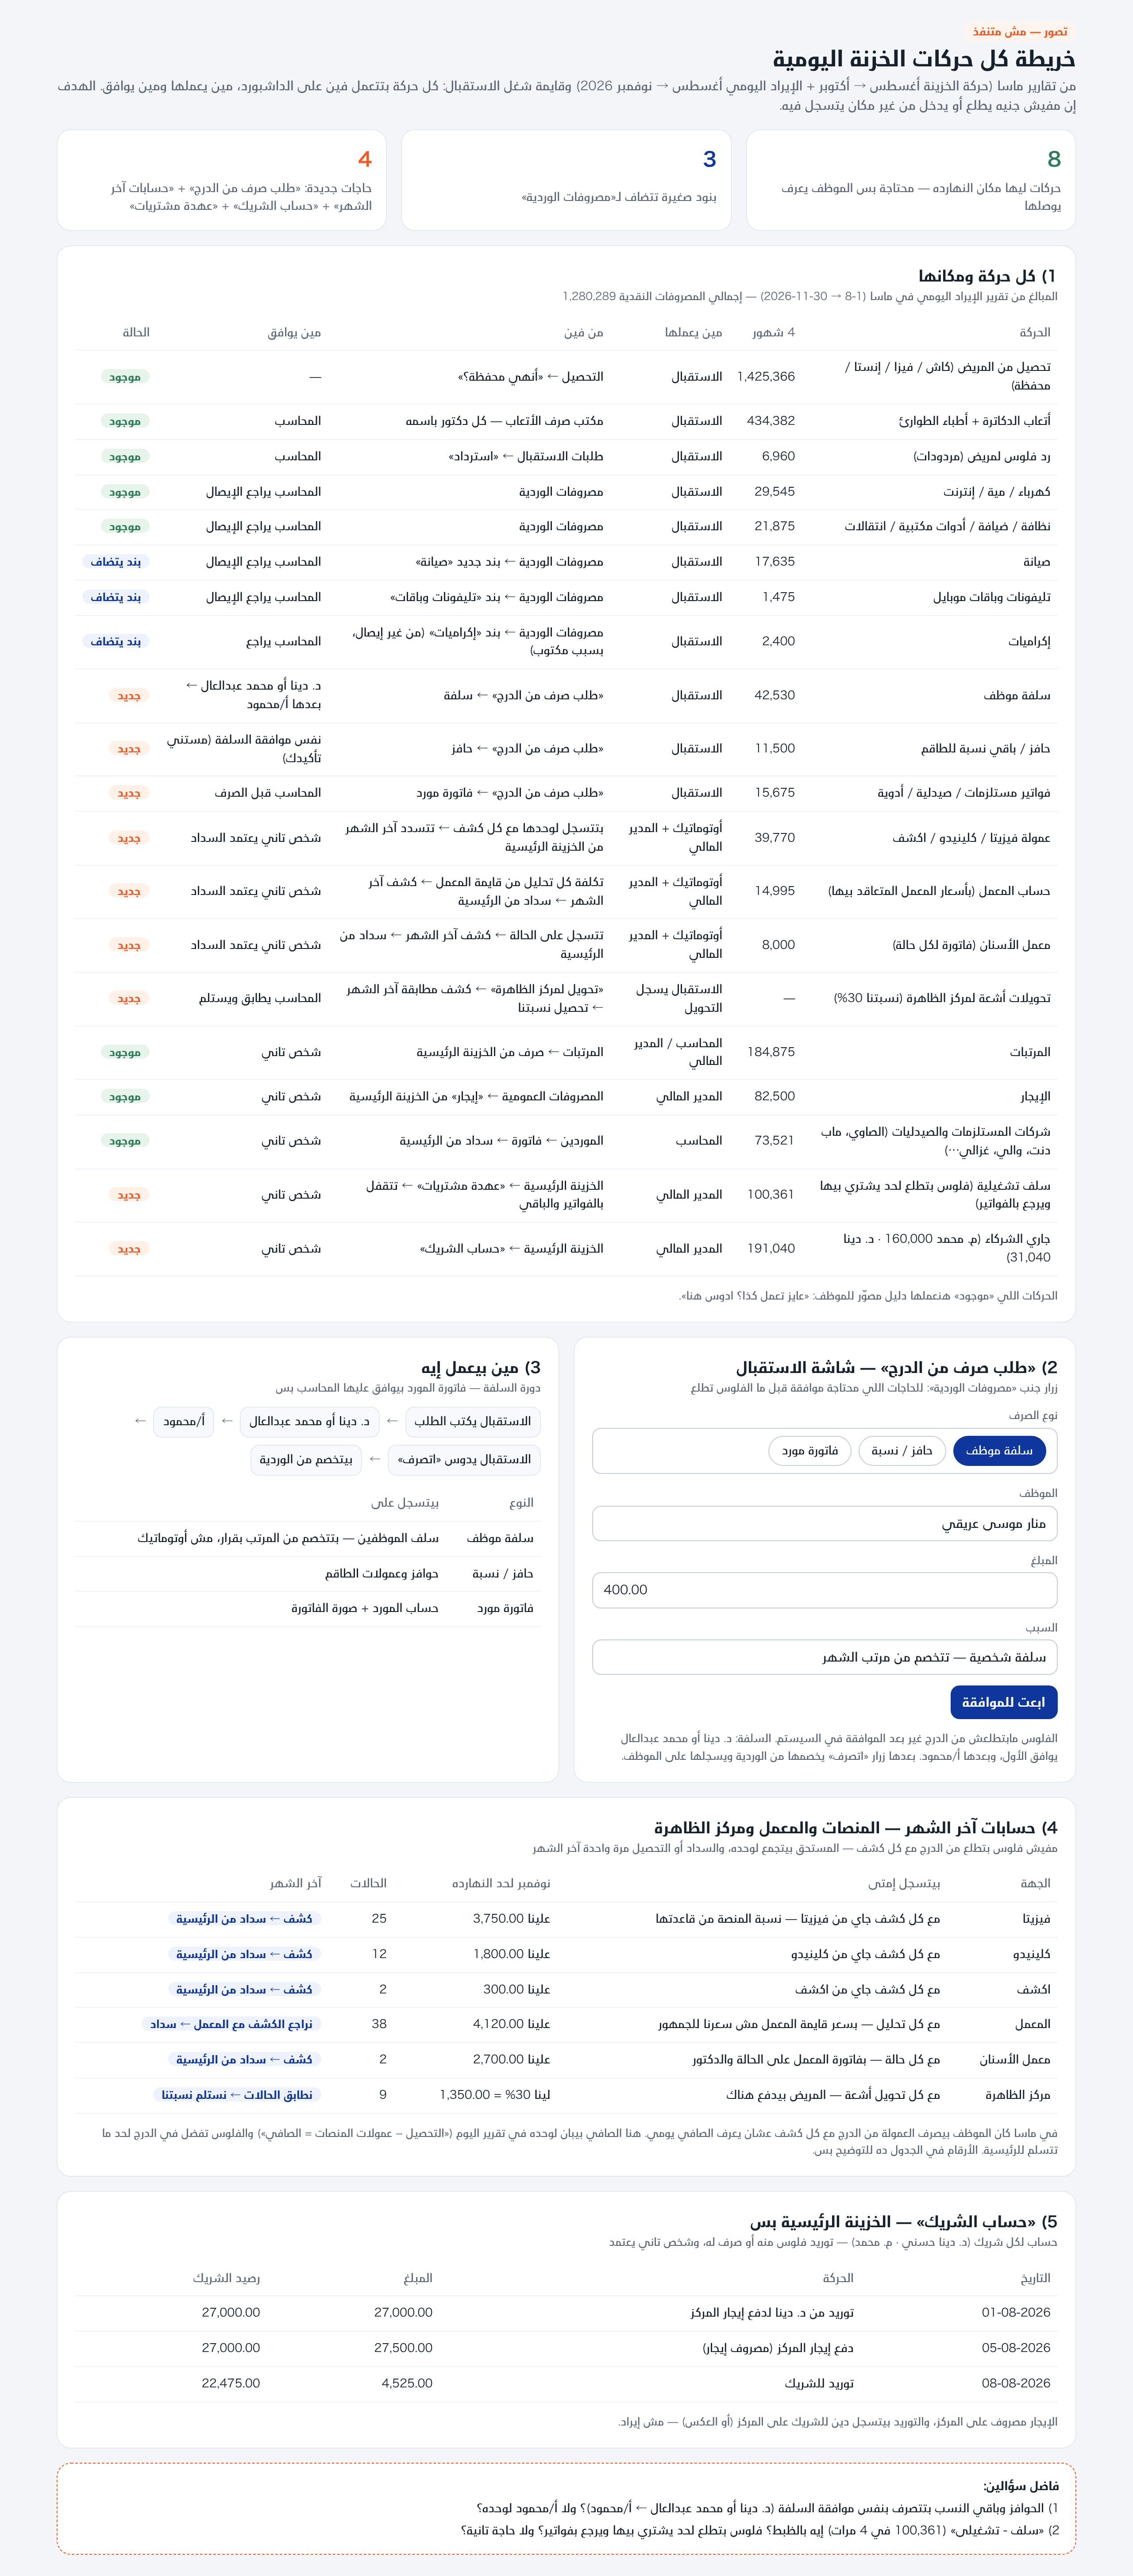 تصور — مش متنفذ
خريطة كل حركات الخزنة اليومية
من تقارير ماسا (حركة الخزينة أغسطس → أكتوبر + الإيراد اليومي أغسطس → نوفمبر 2026) وقايمة شغل الاستقبال: كل حركة بتتعمل فين على الداشبورد، مين يعملها ومين يوافق. الهدف
إن مفيش جنيه يطلع أو يدخل من غير مكان يتسجل فيه.
8
حركات ليها مكان النهارده — محتاجة بس الموظف يعرف
يوصلها
3
بنود صغيرة تتضاف لـ«مصروفات الوردية»
4
حاجات جديدة: «طلب صرف من الدرج» + «حسابات آخر
الشهر» + «حساب الشريك» + «عهدة مشتريات»
1) كل حركة ومكانها
المبالغ من تقرير الإيراد اليومي في ماسا (1-8 → 30-11-2026) — إجمالي المصروفات النقدية 1,280,289
الحركة 4 شهور مين يعملها من فين مين يوافق الحالة
تحصيل من المريض (كاش / فيزا / إنستا /
محفظة) 1,425,366 الاستقبال التحصيل ← «أنهي محفظة؟» — موجود
أتعاب الدكاترة + أطباء الطوارئ 434,382 الاستقبال مكتب صرف الأتعاب — كل دكتور باسمه المحاسب موجود
رد فلوس لمريض (مردودات) 6,960 الاستقبال طلبات الاستقبال ← «استرداد» المحاسب موجود
كهرباء / مية / إنترنت 29,545 الاستقبال مصروفات الوردية المحاسب يراجع الإيصال موجود
نظافة / ضيافة / أدوات مكتبية / انتقالات 21,875 الاستقبال مصروفات الوردية المحاسب يراجع الإيصال موجود
صيانة 17,635 الاستقبال مصروفات الوردية ← بند جديد «صيانة» المحاسب يراجع الإيصال بند يتضاف
تليفونات وباقات موبايل 1,475 الاستقبال مصروفات الوردية ← بند «تليفونات وباقات» المحاسب يراجع الإيصال بند يتضاف
إكراميات 2,400 الاستقبال مصروفات الوردية ← بند «إكراميات» (من غير إيصال،
بسبب مكتوب) المحاسب يراجع بند يتضاف
سلفة موظف 42,530 الاستقبال «طلب صرف من الدرج» ← سلفة د. دينا أو محمد عبدالعال ←
بعدها أ/محمود جديد
حافز / باقي نسبة للطاقم 11,500 الاستقبال «طلب صرف من الدرج» ← حافز نفس موافقة السلفة (مستني
تأكيدك) جديد
فواتير مستلزمات / صيدلية / أدوية 15,675 الاستقبال «طلب صرف من الدرج» ← فاتورة مورد المحاسب قبل الصرف جديد
عمولة فيزيتا / كلينيدو / اكشف 39,770 أوتوماتيك + المدير
المالي بتتسجل لوحدها مع كل كشف ← تتسدد آخر الشهر
من الخزينة الرئيسية شخص تاني يعتمد السداد جديد
حساب المعمل (بأسعار المعمل المتعاقد بيها) 14,995 أوتوماتيك + المدير
المالي تكلفة كل تحليل من قايمة المعمل ← كشف آخر
الشهر ← سداد من الرئيسية شخص تاني يعتمد السداد جديد
معمل الأسنان (فاتورة لكل حالة) 8,000 أوتوماتيك + المدير
المالي تتسجل على الحالة ← كشف آخر الشهر ← سداد من
الرئيسية شخص تاني يعتمد السداد جديد
تحويلات أشعة لمركز الظاهرة (نسبتنا 30%) — الاستقبال يسجل
التحويل «تحويل لمركز الظاهرة» ← كشف مطابقة آخر الشهر
← تحصيل نسبتنا المحاسب يطابق ويستلم جديد
المرتبات 184,875 المحاسب / المدير
المالي المرتبات ← صرف من الخزينة الرئيسية شخص تاني موجود
الإيجار 82,500 المدير المالي المصروفات العمومية ← «إيجار» من الخزينة الرئيسية شخص تاني موجود
شركات المستلزمات والصيدليات (الصاوي، ماب
دنت، والي، غزالي…) 73,521 المحاسب الموردين ← فاتورة ← سداد من الرئيسية شخص تاني موجود
سلف تشغيلية (فلوس بتطلع لحد يشتري بيها
ويرجع بالفواتير) 100,361 المدير المالي الخزينة الرئيسية ← «عهدة مشتريات» ← تتقفل
بالفواتير والباقي شخص تاني جديد
جاري الشركاء (م. محمد 160,000 · د. دينا
31,040) 191,040 المدير المالي الخزينة الرئيسية ← «حساب الشريك» شخص تاني جديد
الحركات اللي «موجود» هنعملها دليل مصوّر للموظف: «عايز تعمل كذا؟ ادوس هنا».
2) «طلب صرف من الدرج» — شاشة الاستقبال
زرار جنب «مصروفات الوردية»: للحاجات اللي محتاجة موافقة قبل ما الفلوس تطلع
نوع الصرف
سلفة موظف حافز / نسبة فاتورة مورد
الموظف
منار موسى عريقي
المبلغ
400.00
السبب
سلفة شخصية — تتخصم من مرتب الشهر
ابعت للموافقة
الفلوس مابتطلعش من الدرج غير بعد الموافقة في السيستم. السلفة: د. دينا أو محمد عبدالعال
يوافق الأول، وبعدها أ/محمود. بعدها زرار «اتصرف» يخصمها من الوردية ويسجلها على الموظف.
3) مين بيعمل إيه
دورة السلفة — فاتورة المورد بيوافق عليها المحاسب بس
الاستقبال يكتب الطلب ← د. دينا أو محمد عبدالعال ← أ/محمود ←
الاستقبال يدوس «اتصرف» ← بيتخصم من الوردية
النوع بيتسجل على
سلفة موظف سلف الموظفين — بتتخصم من المرتب بقرار، مش أوتوماتيك
حافز / نسبة حوافز وعمولات الطاقم
فاتورة مورد حساب المورد + صورة الفاتورة
4) حسابات آخر الشهر — المنصات والمعمل ومركز الظاهرة
مفيش فلوس بتطلع من الدرج مع كل كشف — المستحق بيتجمع لوحده، والسداد أو التحصيل مرة واحدة آخر الشهر
الجهة بيتسجل إمتى نوفمبر لحد النهارده الحالات آخر الشهر
فيزيتا مع كل كشف جاي من فيزيتا — نسبة المنصة من قاعدتها علينا 3,750.00 25 كشف ← سداد من الرئيسية
كلينيدو مع كل كشف جاي من كلينيدو علينا 1,800.00 12 كشف ← سداد من الرئيسية
اكشف مع كل كشف جاي من اكشف علينا 300.00 2 كشف ← سداد من الرئيسية
المعمل مع كل تحليل — بسعر قايمة المعمل مش سعرنا للجمهور علينا 4,120.00 38 نراجع الكشف مع المعمل ← سداد
معمل الأسنان مع كل حالة — بفاتورة المعمل على الحالة والدكتور علينا 2,700.00 2 كشف ← سداد من الرئيسية
مركز الظاهرة مع كل تحويل أشعة — المريض بيدفع هناك لينا 30% = 1,350.00 9 نطابق الحالات ← نستلم نسبتنا
في ماسا كان الموظف بيصرف العمولة من الدرج مع كل كشف عشان يعرف الصافي يومي. هنا الصافي بيبان لوحده في تقرير اليوم («التحصيل − عمولات المنصات = الصافي») والفلوس تفضل في الدرج لحد ما
تتسلم للرئيسية. الأرقام في الجدول ده للتوضيح بس.
5) «حساب الشريك» — الخزينة الرئيسية بس
حساب لكل شريك (د. دينا حسني · م. محمد) — توريد فلوس منه أو صرف له، وشخص تاني يعتمد
التاريخ الحركة المبلغ رصيد الشريك
01-08-2026 توريد من د. دينا لدفع إيجار المركز 27,000.00 27,000.00
05-08-2026 دفع إيجار المركز (مصروف إيجار) 27,500.00 27,000.00
08-08-2026 توريد للشريك 4,525.00 22,475.00
الإيجار مصروف على المركز، والتوريد بيتسجل دين للشريك على المركز (أو العكس) — مش إيراد.
فاضل سؤالين:
1) الحوافز وباقي النسب بتتصرف بنفس موافقة السلفة (د. دينا أو محمد عبدالعال ← أ/محمود)؟ ولا أ/محمود لوحده؟
2) «سلف - تشغيلى» (100,361 في 4 مرات) إيه بالظبط؟ فلوس بتطلع لحد يشتري بيها ويرجع بفواتير؟ ولا حاجة تانية؟